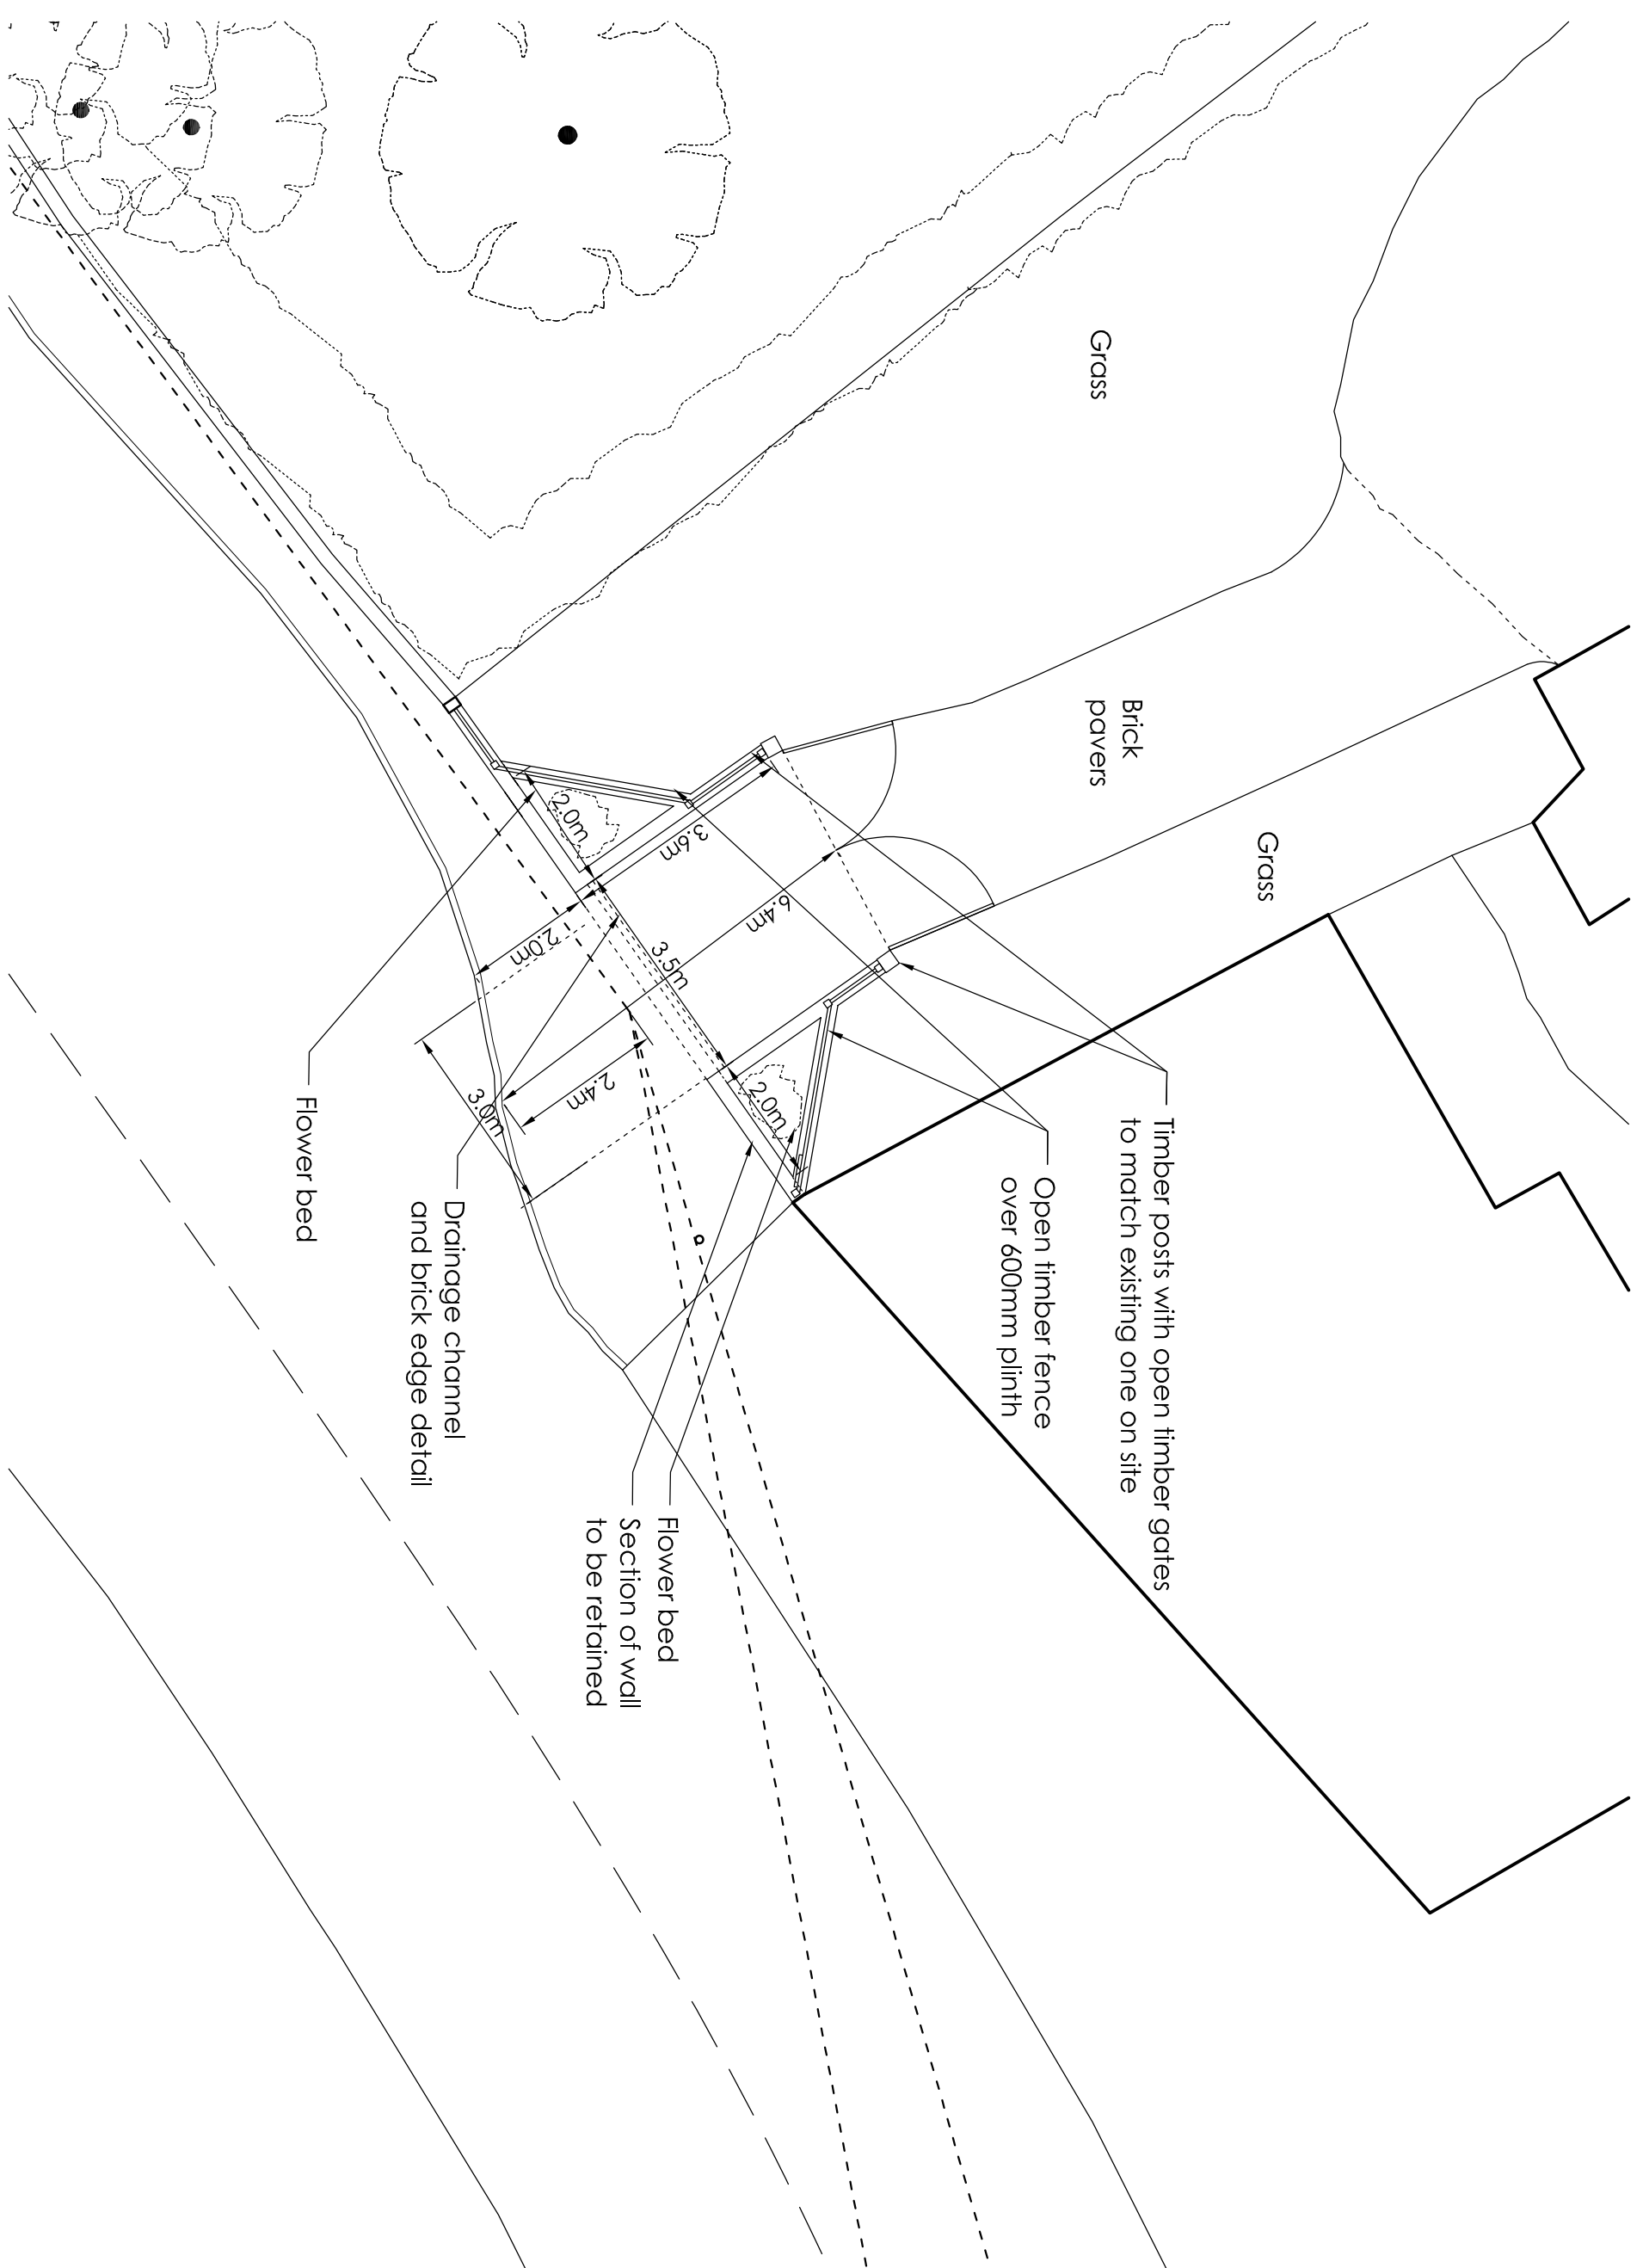 Grass
Brick
pavers
Grass
Timber posts with open timber gates
to match existing one on site
Open timber fence
over 600mm plinth
Flower bed
Section of wall
to be retained
Drainage channel
and brick edge detail
Flower bed
2.0m
3.6m
6.4m
3.5m
2.0m
2.0m
2.4m
3.0m